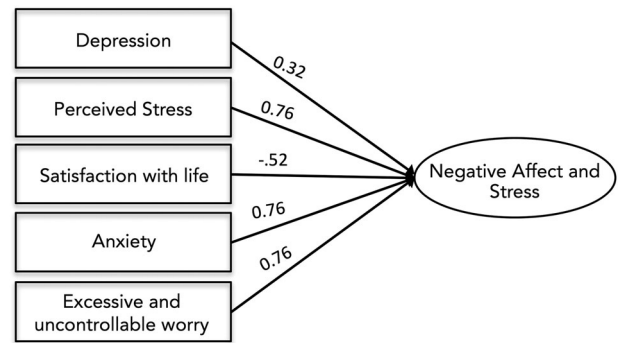 Depression
0.32
Perceived Stress
0.76
Satisfaction with life
-.52
Negative Affect and
Stress
Anxiety
0.76
Excessive and
uncontrollable worry
0.76